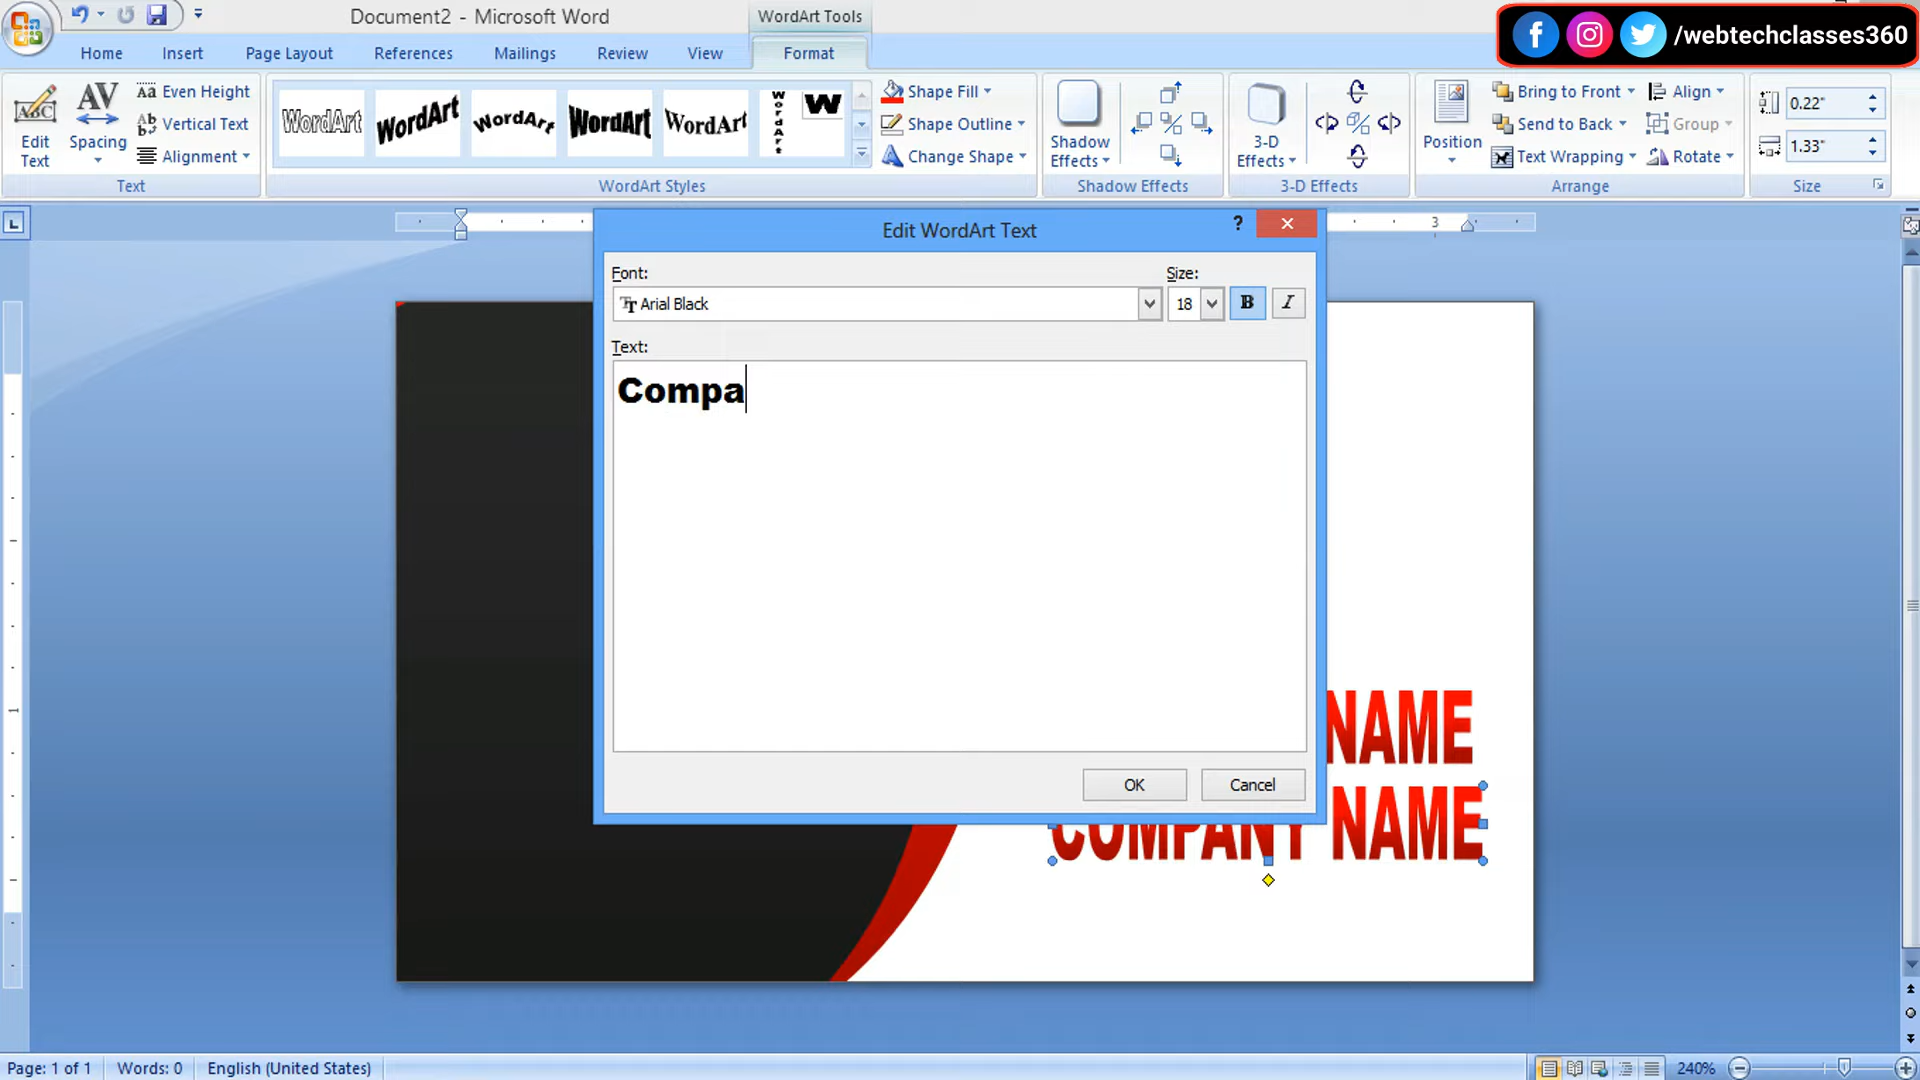 Document2 - Microsoft Word
WordArt Tools
/webtechclasses360
Home Insert Page Layout References Mailings Review View Format
Edit Text
Spacing
Even Height
Vertical Text
Alignment
Text
WordArt WordArt WordArt WordArt WordArt WordArt W
WordArt Styles
Shape Fill
Shape Outline
Change Shape
Shadow Effects
Shadow Effects
3-D Effects
3-D Effects
Position
Bring to Front
Send to Back
Text Wrapping
Align
Group
Rotate
Arrange
0.22"
1.33"
Size
3
Edit WordArt Text
?
Font:
Size:
Arial Black
18
B
I
Text:
Compa
OK
Cancel
NAME
COMPANY NAME
1
Page: 1 of 1
Words: 0
English (United States)
240%